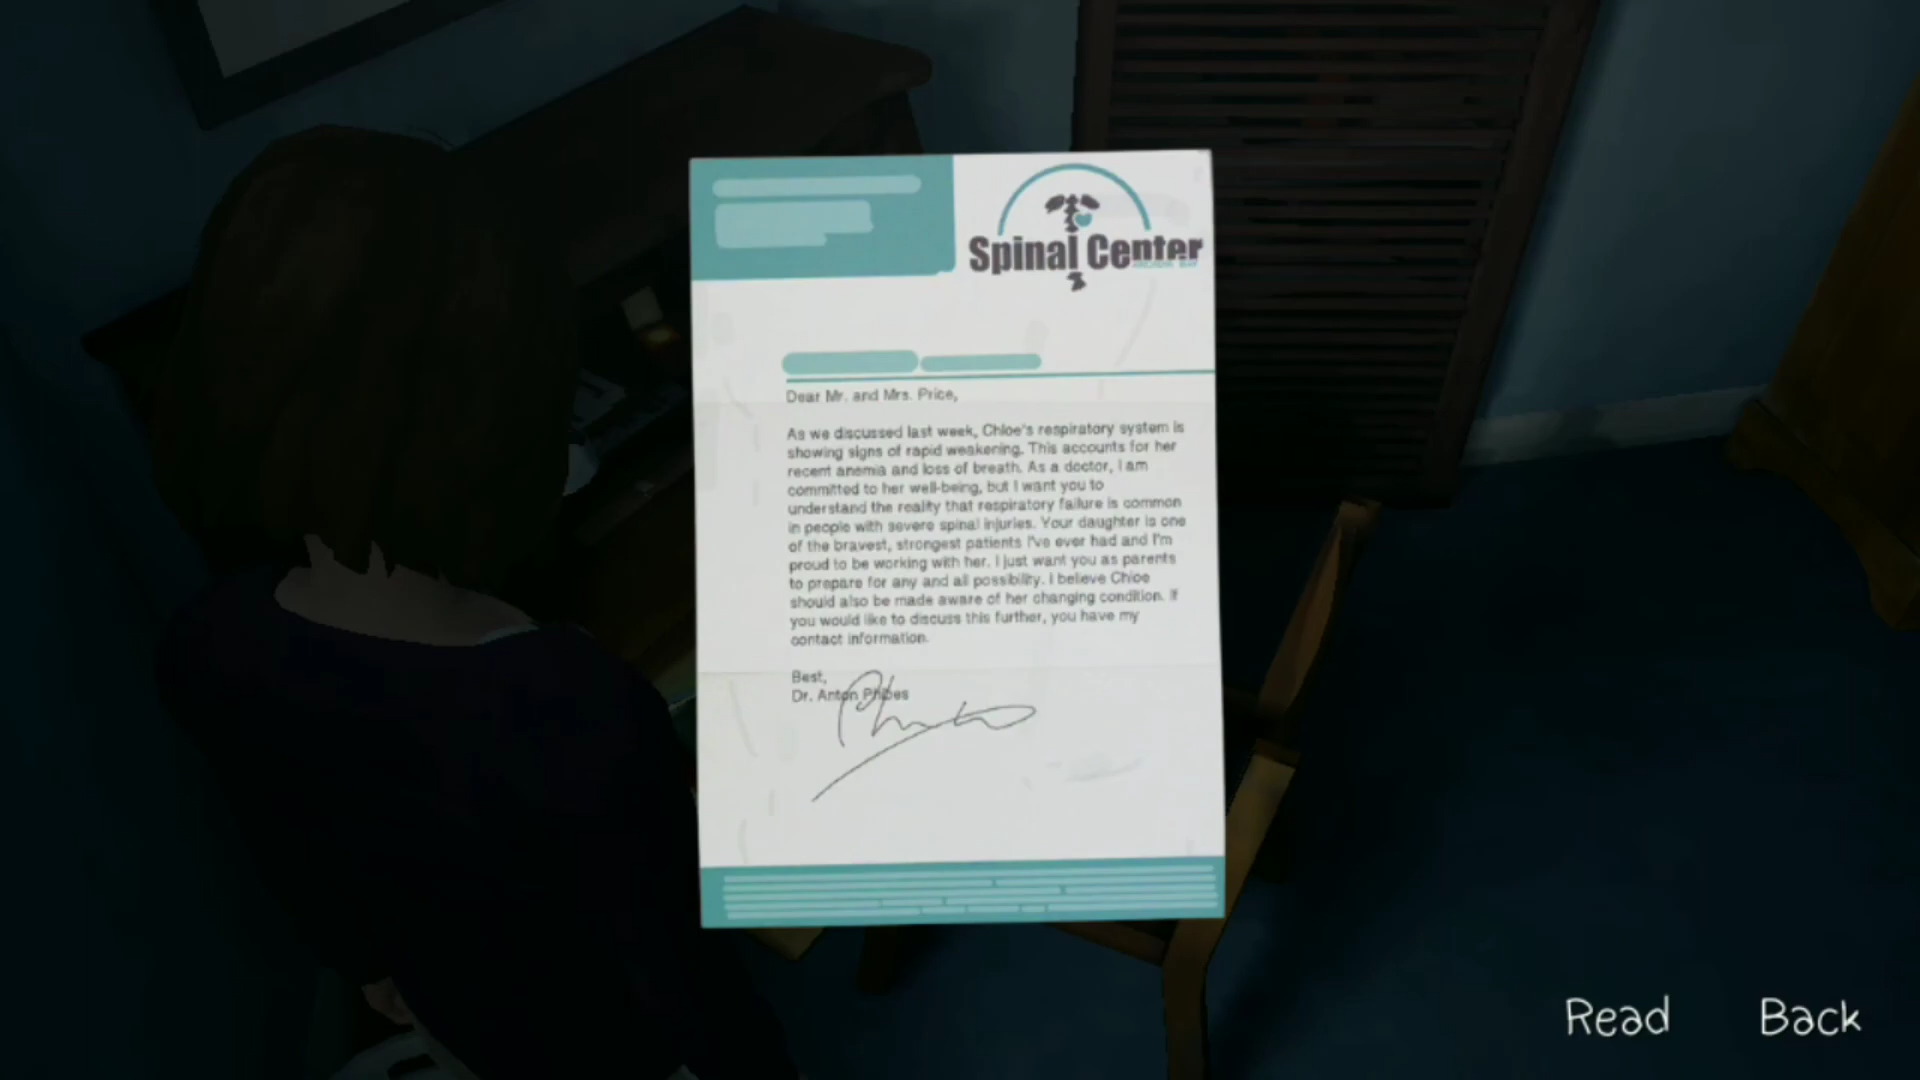 Spinal Center
ARCADIA BAY
Dear Mr. and Mrs. Price,
As we discussed last week, Chloe's respiratory system is
showing signs of rapid weakening. This accounts for her
recent anemia and loss of breath. As a doctor, I am
committed to her well-being, but I want you to
understand the reality that respiratory failure is common
in people with severe spinal injuries. Your daughter is one
of the bravest, strongest patients I've ever had and I'm
proud to be working with her. I just want you as parents
to prepare for any and all possibility. I believe Chloe
should also be made aware of her changing condition. If
you would like to discuss this further, you have my
contact information.
Best,
Dr. Anton Phibes
Read Back